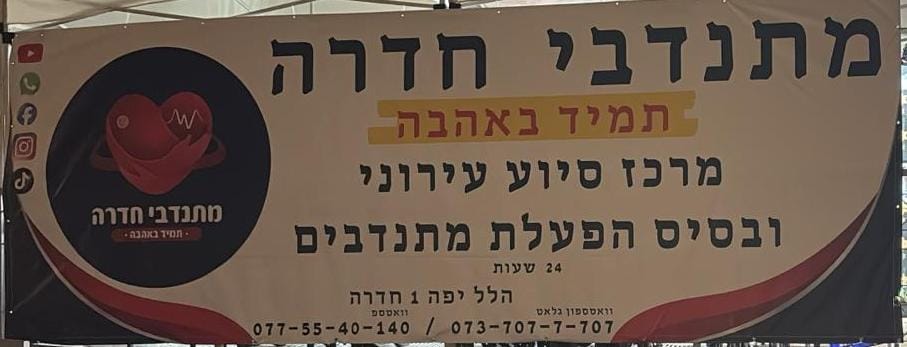 מתנדבי חדרה
תמיד באהבה
מרכז סיוע עירוני
ובסיס הפעלת מתנדבים
24 שעות
הלל יפה 1 חדרה
וואטספון גלאט
וואטספ
077-55-40-140 / 073-707-7-707
מתנדבי חדרה
· תמיד באהבה ·